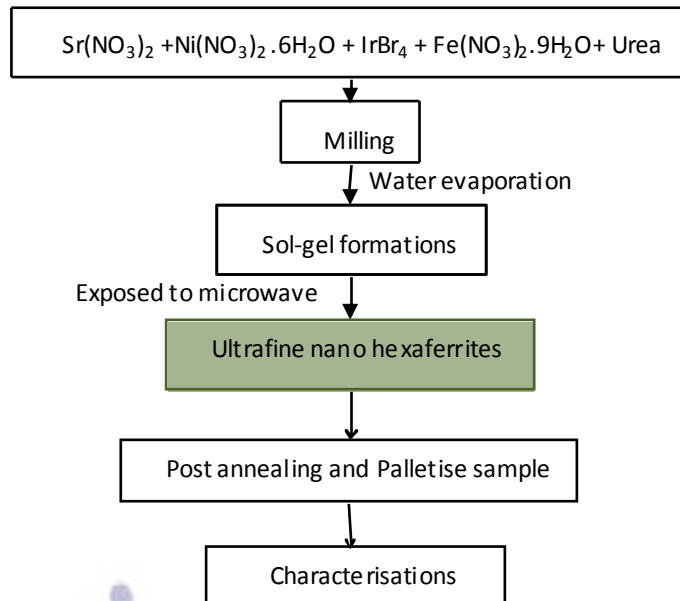 Sr(NO₃)₂ +Ni(NO₃)₂ .6H₂O + IrBr₄ + Fe(NO₃)₂.9H₂O+ Urea
Milling
Water evaporation
Sol-gel formations
Exposed to microwave
Ultrafine nano hexaferrites
Post annealing and Palletise sample
Characterisations